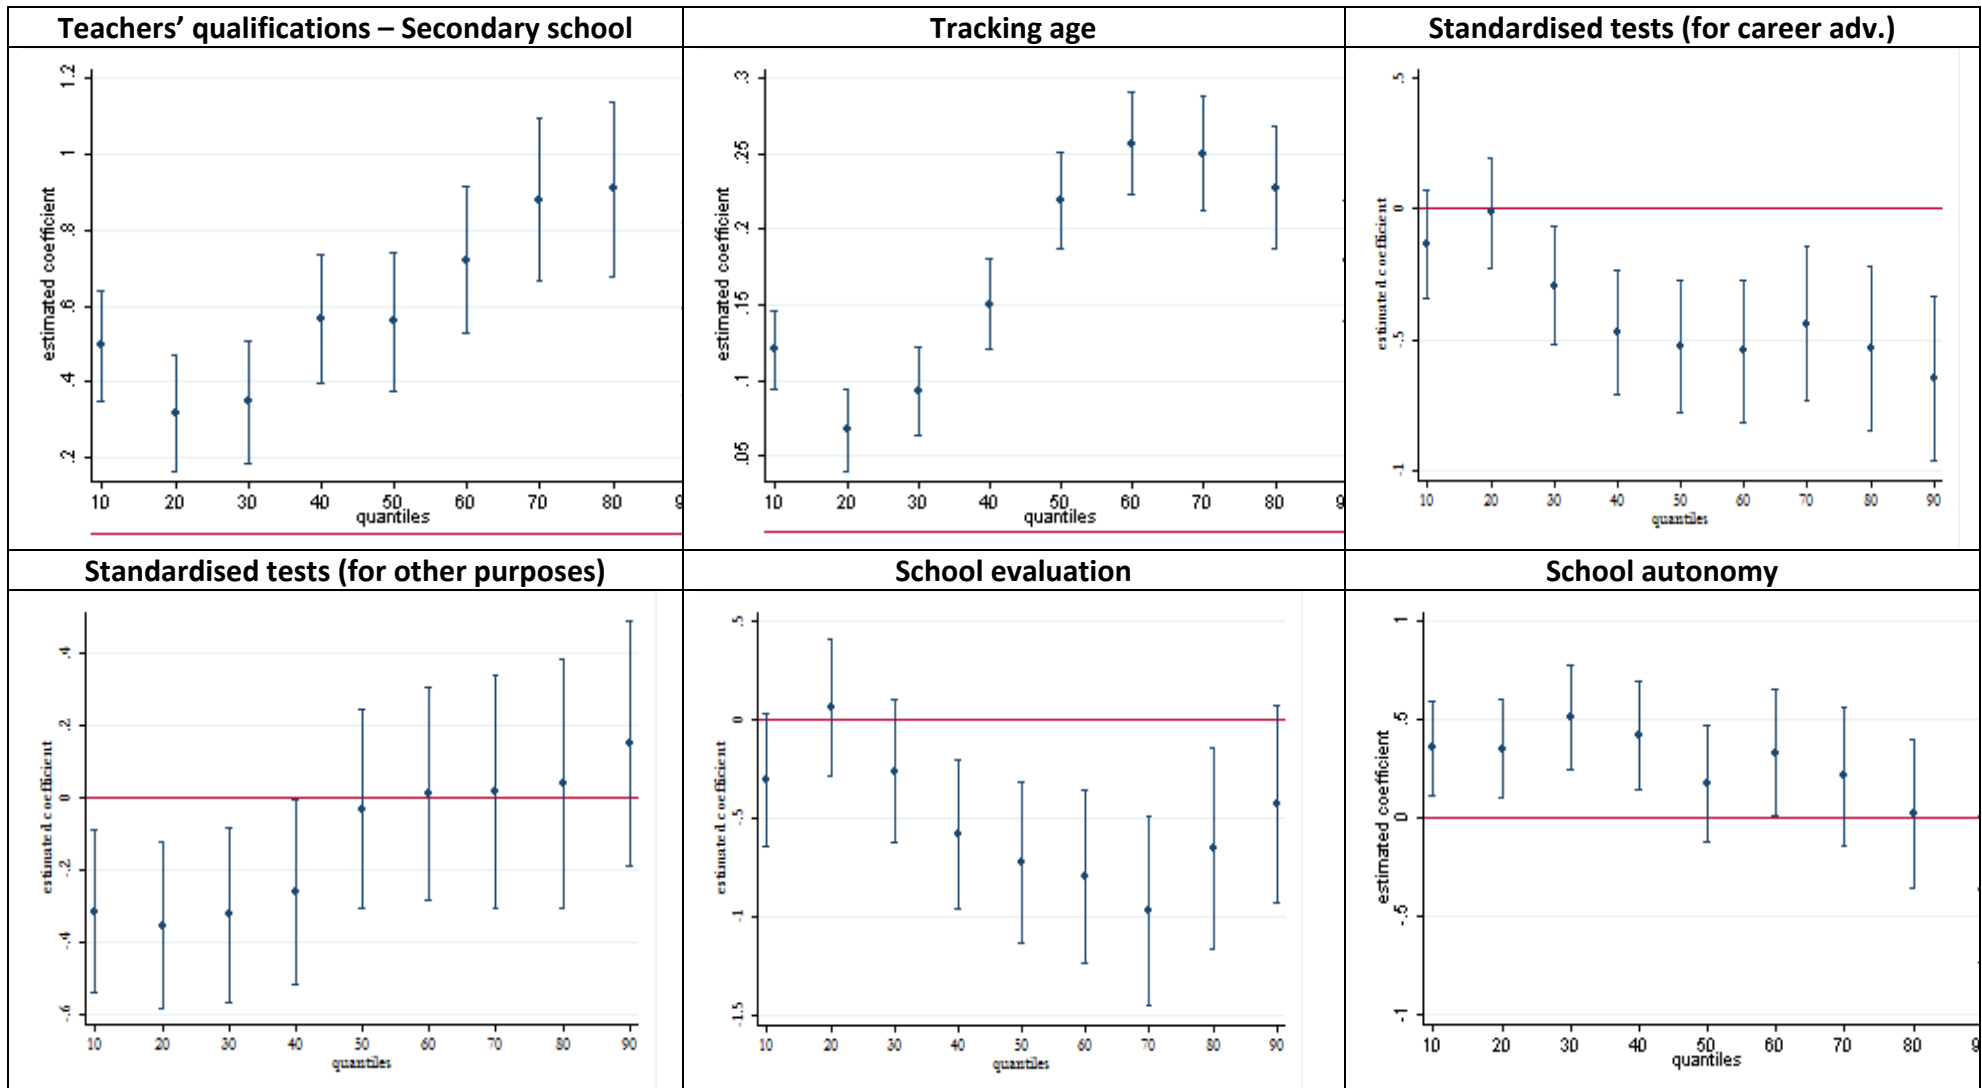 Teachers’ qualifications – Secondary school
Tracking age
Standardised tests (for career adv.)
estimated coefficient
1.2
1
.8
.6
.4
.2
10 20 30 40 50 60 70 80 9
quantiles
estimated coefficient
.3
.25
.2
.15
.1
.05
10 20 30 40 50 60 70 80
quantiles
estimated coefficient
.5
0
-.5
-1
10 20 30 40 50 60 70 80 90
quantiles
Standardised tests (for other purposes)
School evaluation
School autonomy
estimated coefficient
.4
.2
0
-.2
-.4
-.6
10 20 30 40 50 60 70 80 90
quantiles
estimated coefficient
.5
0
-.5
-1
-1.5
10 20 30 40 50 60 70 80 90
quantiles
estimated coefficient
1
.5
0
-.5
-1
10 20 30 40 50 60 70 80 9
quantiles